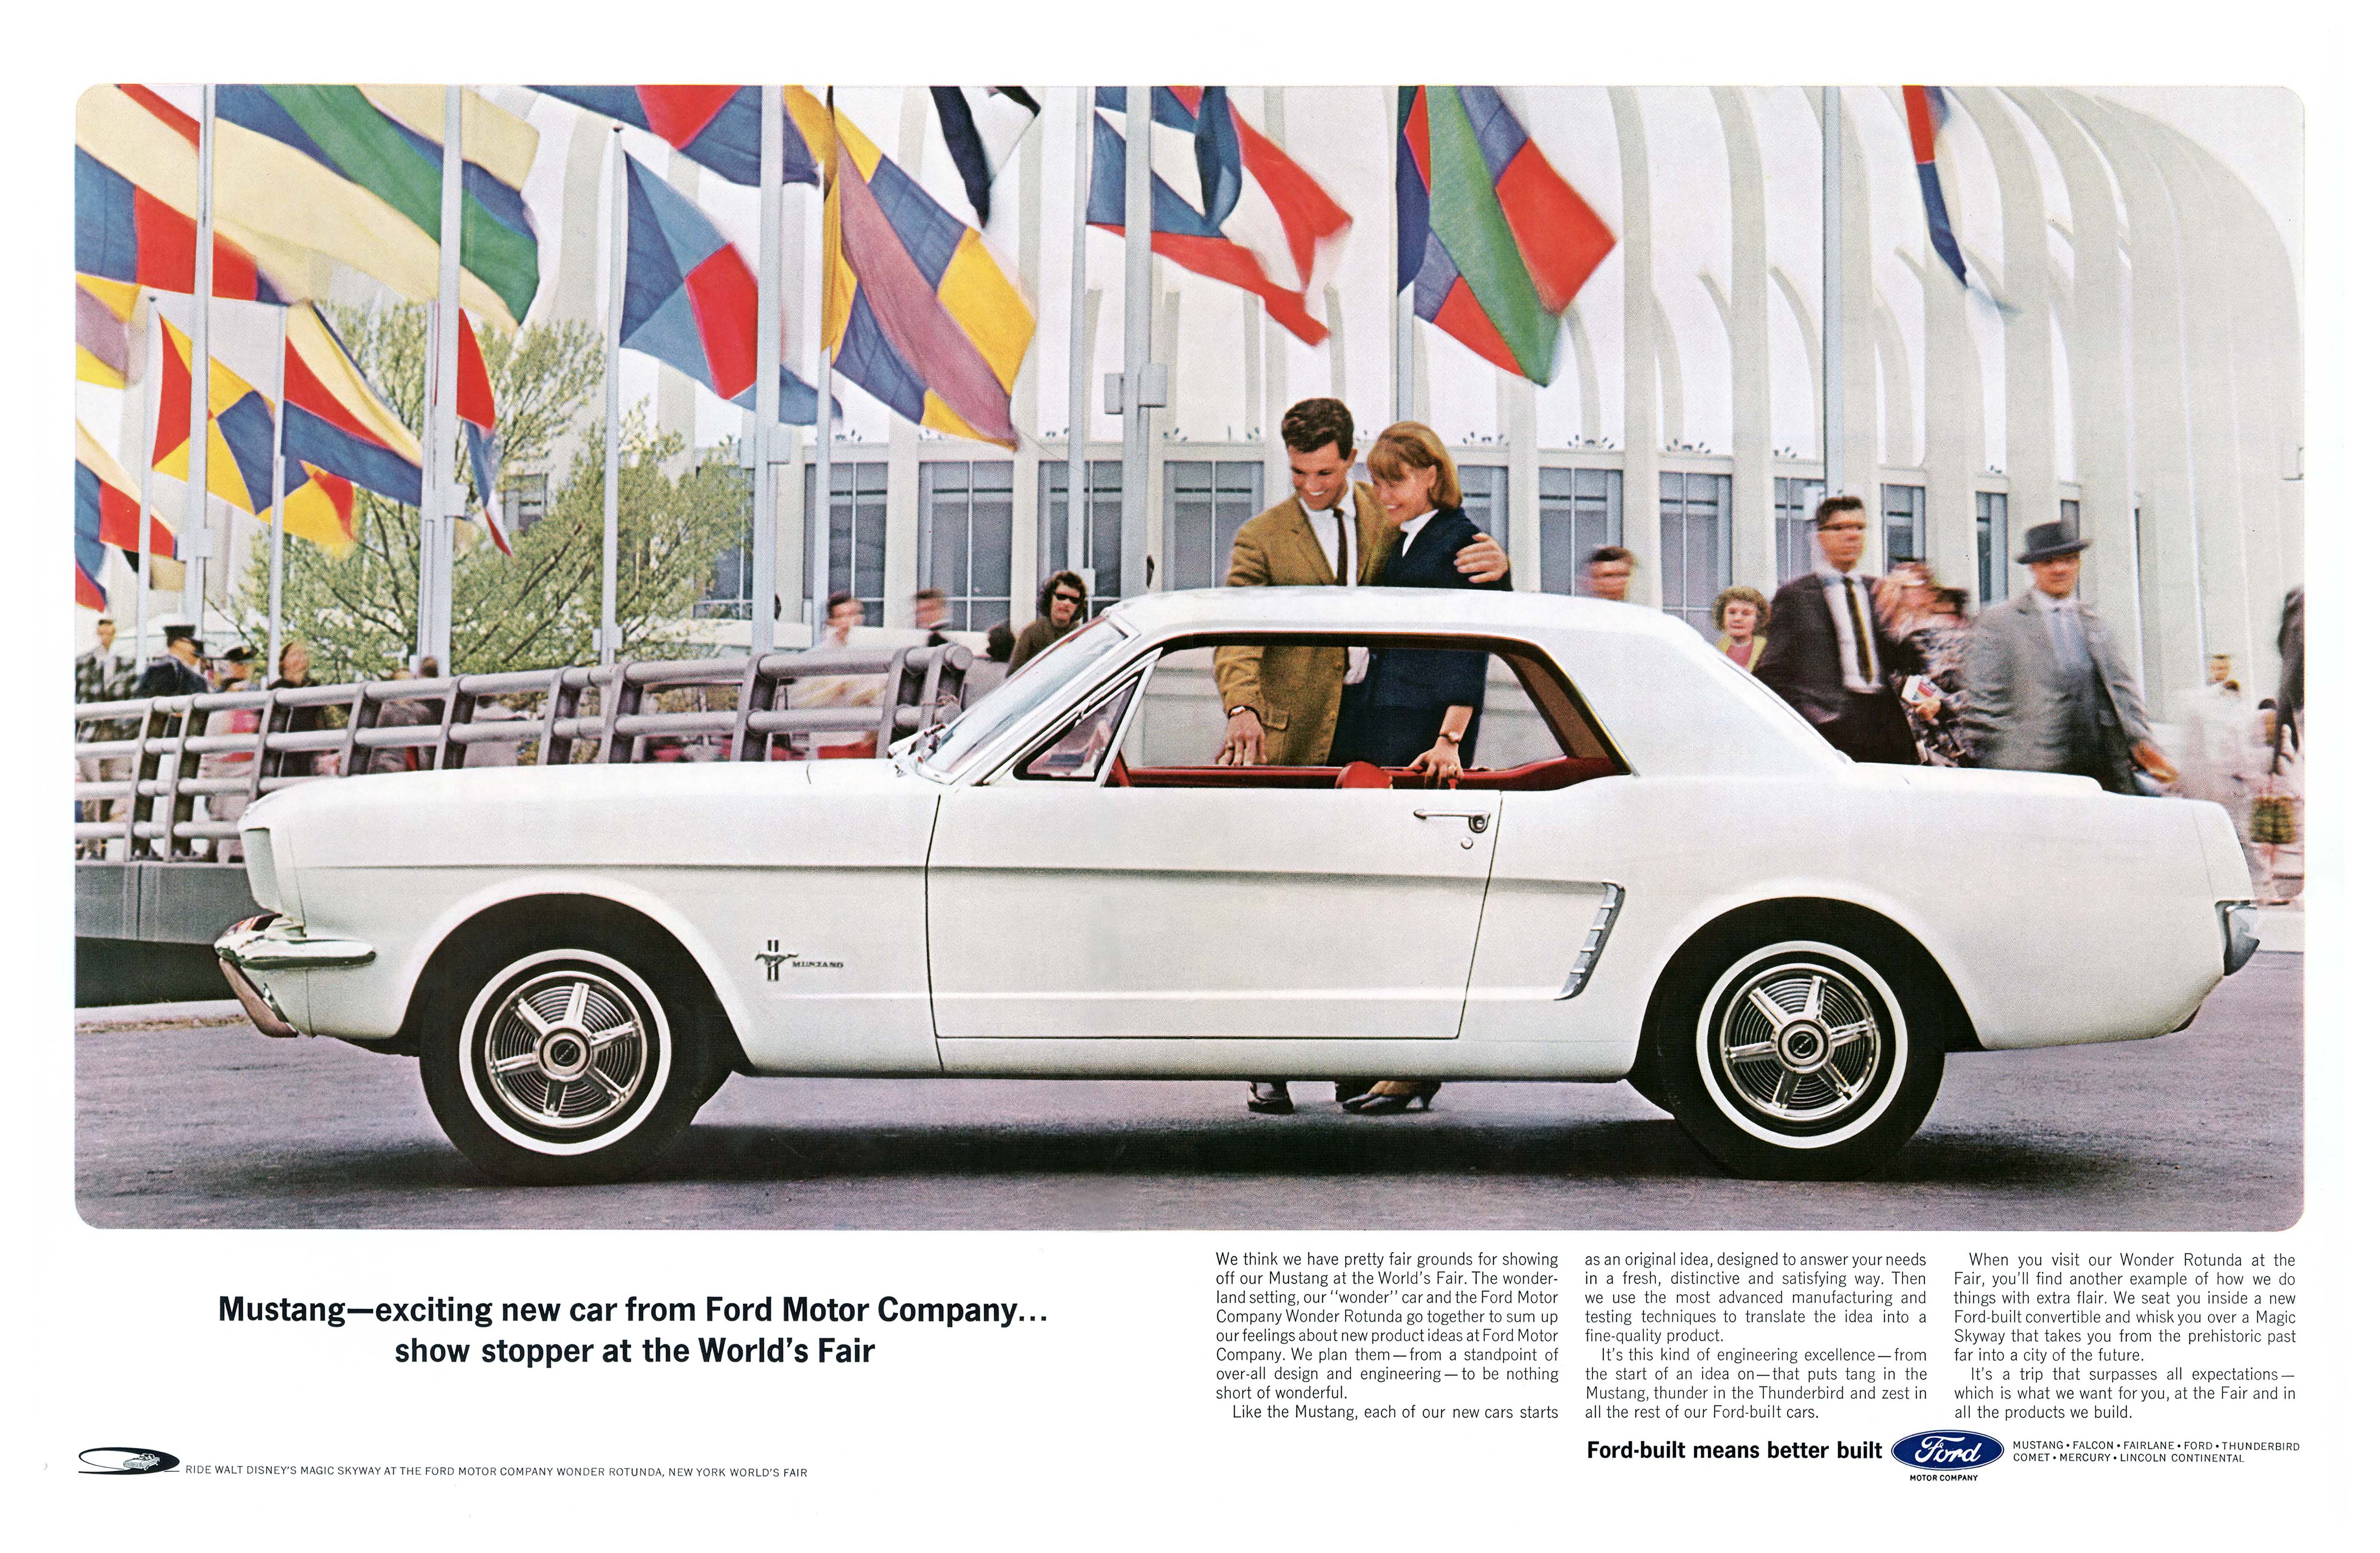 MUSTANG
Mustang—exciting new car from Ford Motor Company...
show stopper at the World's Fair
We think we have pretty fair grounds for showing
off our Mustang at the World's Fair. The wonder-
land setting, our "wonder" car and the Ford Motor
Company Wonder Rotunda go together to sum up
our feelings about new product ideas at Ford Motor
Company. We plan them—from a standpoint of
over-all design and engineering—to be nothing
short of wonderful.
Like the Mustang, each of our new cars starts
as an original idea, designed to answer your needs
in a fresh, distinctive and satisfying way. Then
we use the most advanced manufacturing and
testing techniques to translate the idea into a
fine-quality product.
It's this kind of engineering excellence—from
the start of an idea on—that puts tang in the
Mustang, thunder in the Thunderbird and zest in
all the rest of our Ford-built cars.
When you visit our Wonder Rotunda at the
Fair, you'll find another example of how we do
things with extra flair. We seat you inside a new
Ford-built convertible and whisk you over a Magic
Skyway that takes you from the prehistoric past
far into a city of the future.
It's a trip that surpasses all expectations—
which is what we want for you, at the Fair and in
all the products we build.
RIDE WALT DISNEY'S MAGIC SKYWAY AT THE FORD MOTOR COMPANY WONDER ROTUNDA, NEW YORK WORLD'S FAIR
Ford-built means better built
Ford
MOTOR COMPANY
MUSTANG • FALCON • FAIRLANE • FORD • THUNDERBIRD
COMET • MERCURY • LINCOLN CONTINENTAL